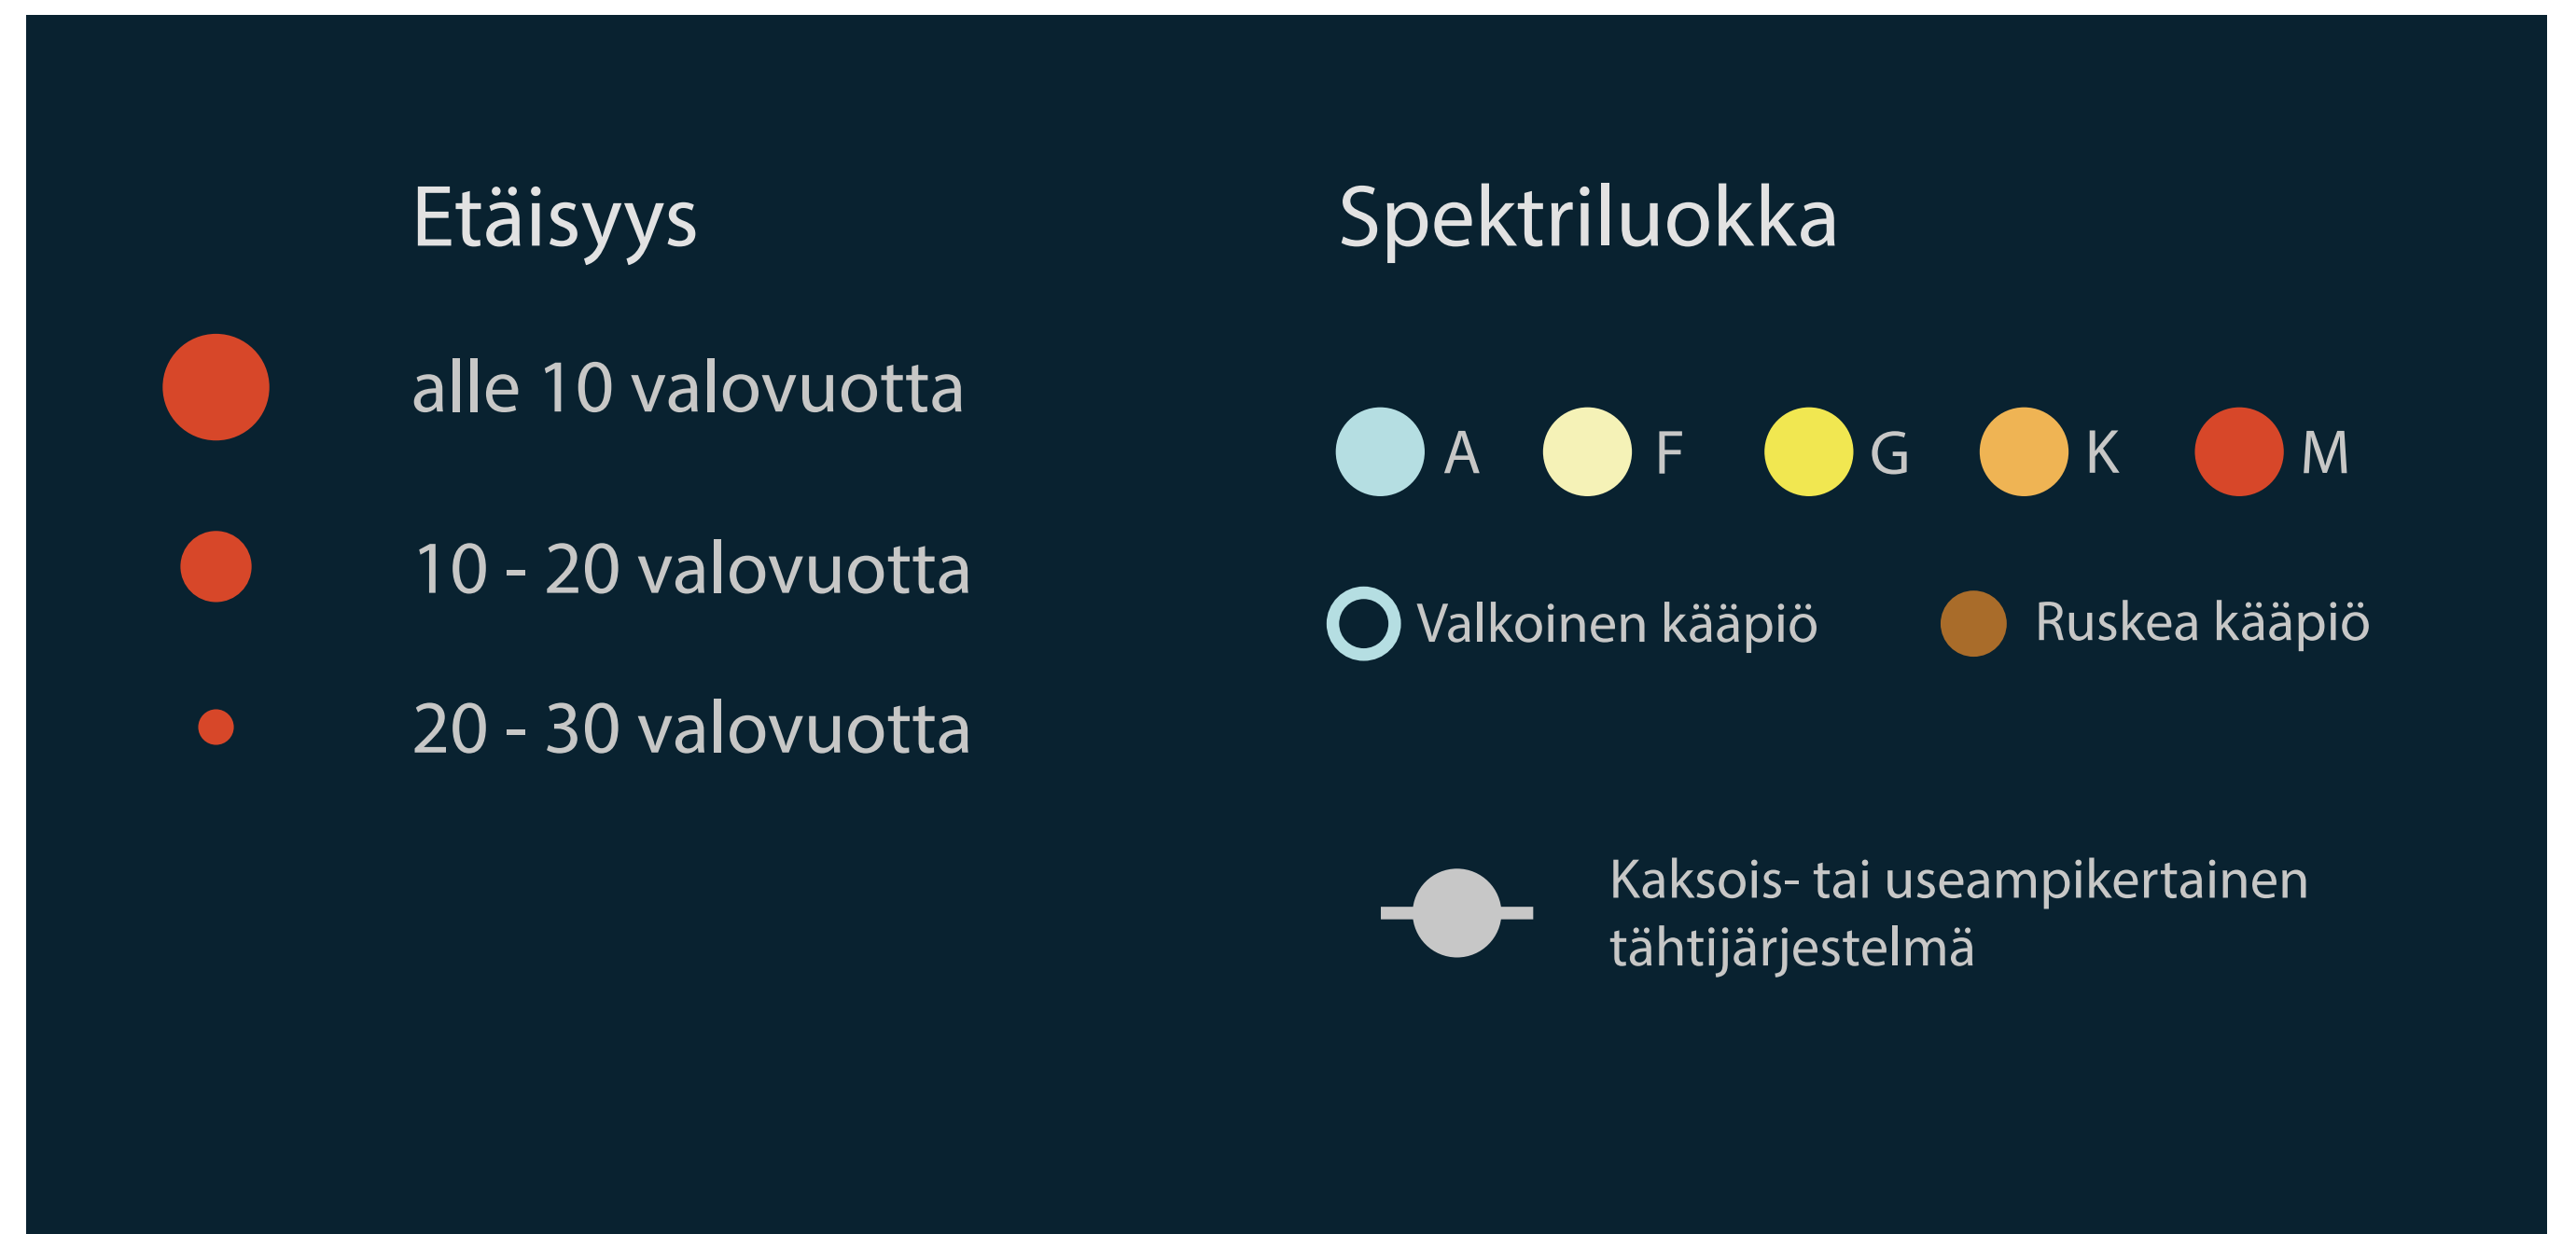 Etäisyys
alle 10 valovuotta
10 - 20 valovuotta
20 - 30 valovuotta
Spektriluokka
A F G K M
Valkoinen kääpiö Ruskea kääpiö
Kaksois- tai useampikertainen
tähtijärjestelmä